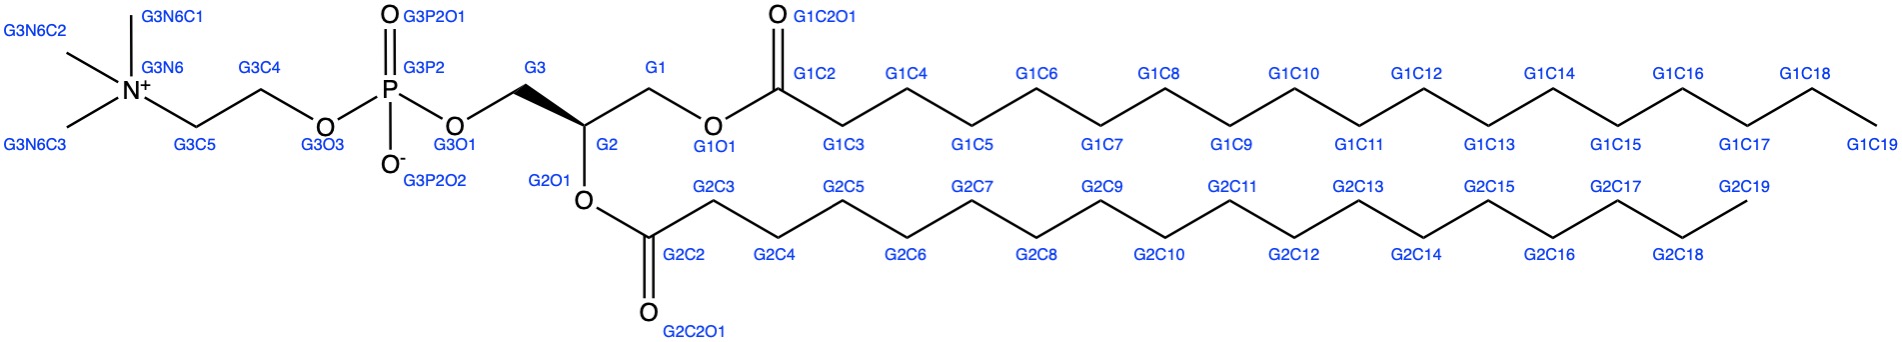 G3N6C1 O G3P2O1 O G1C2O1
G3N6C2
G3N6 G3C4 G3P2 G3 G1 G1C2 G1C4 G1C6 G1C8 G1C10 G1C12 G1C14 G1C16 G1C18
N+ P
O O O
G3N6C3 G3C5 G3O3 G3O1 G2 G1O1 G1C3 G1C5 G1C7 G1C9 G1C11 G1C13 G1C15 G1C17 G1C19
O-
G3P2O2 G2O1 G2C3 G2C5 G2C7 G2C9 G2C11 G2C13 G2C15 G2C17 G2C19
O
G2C2 G2C4 G2C6 G2C8 G2C10 G2C12 G2C14 G2C16 G2C18
O
G2C2O1